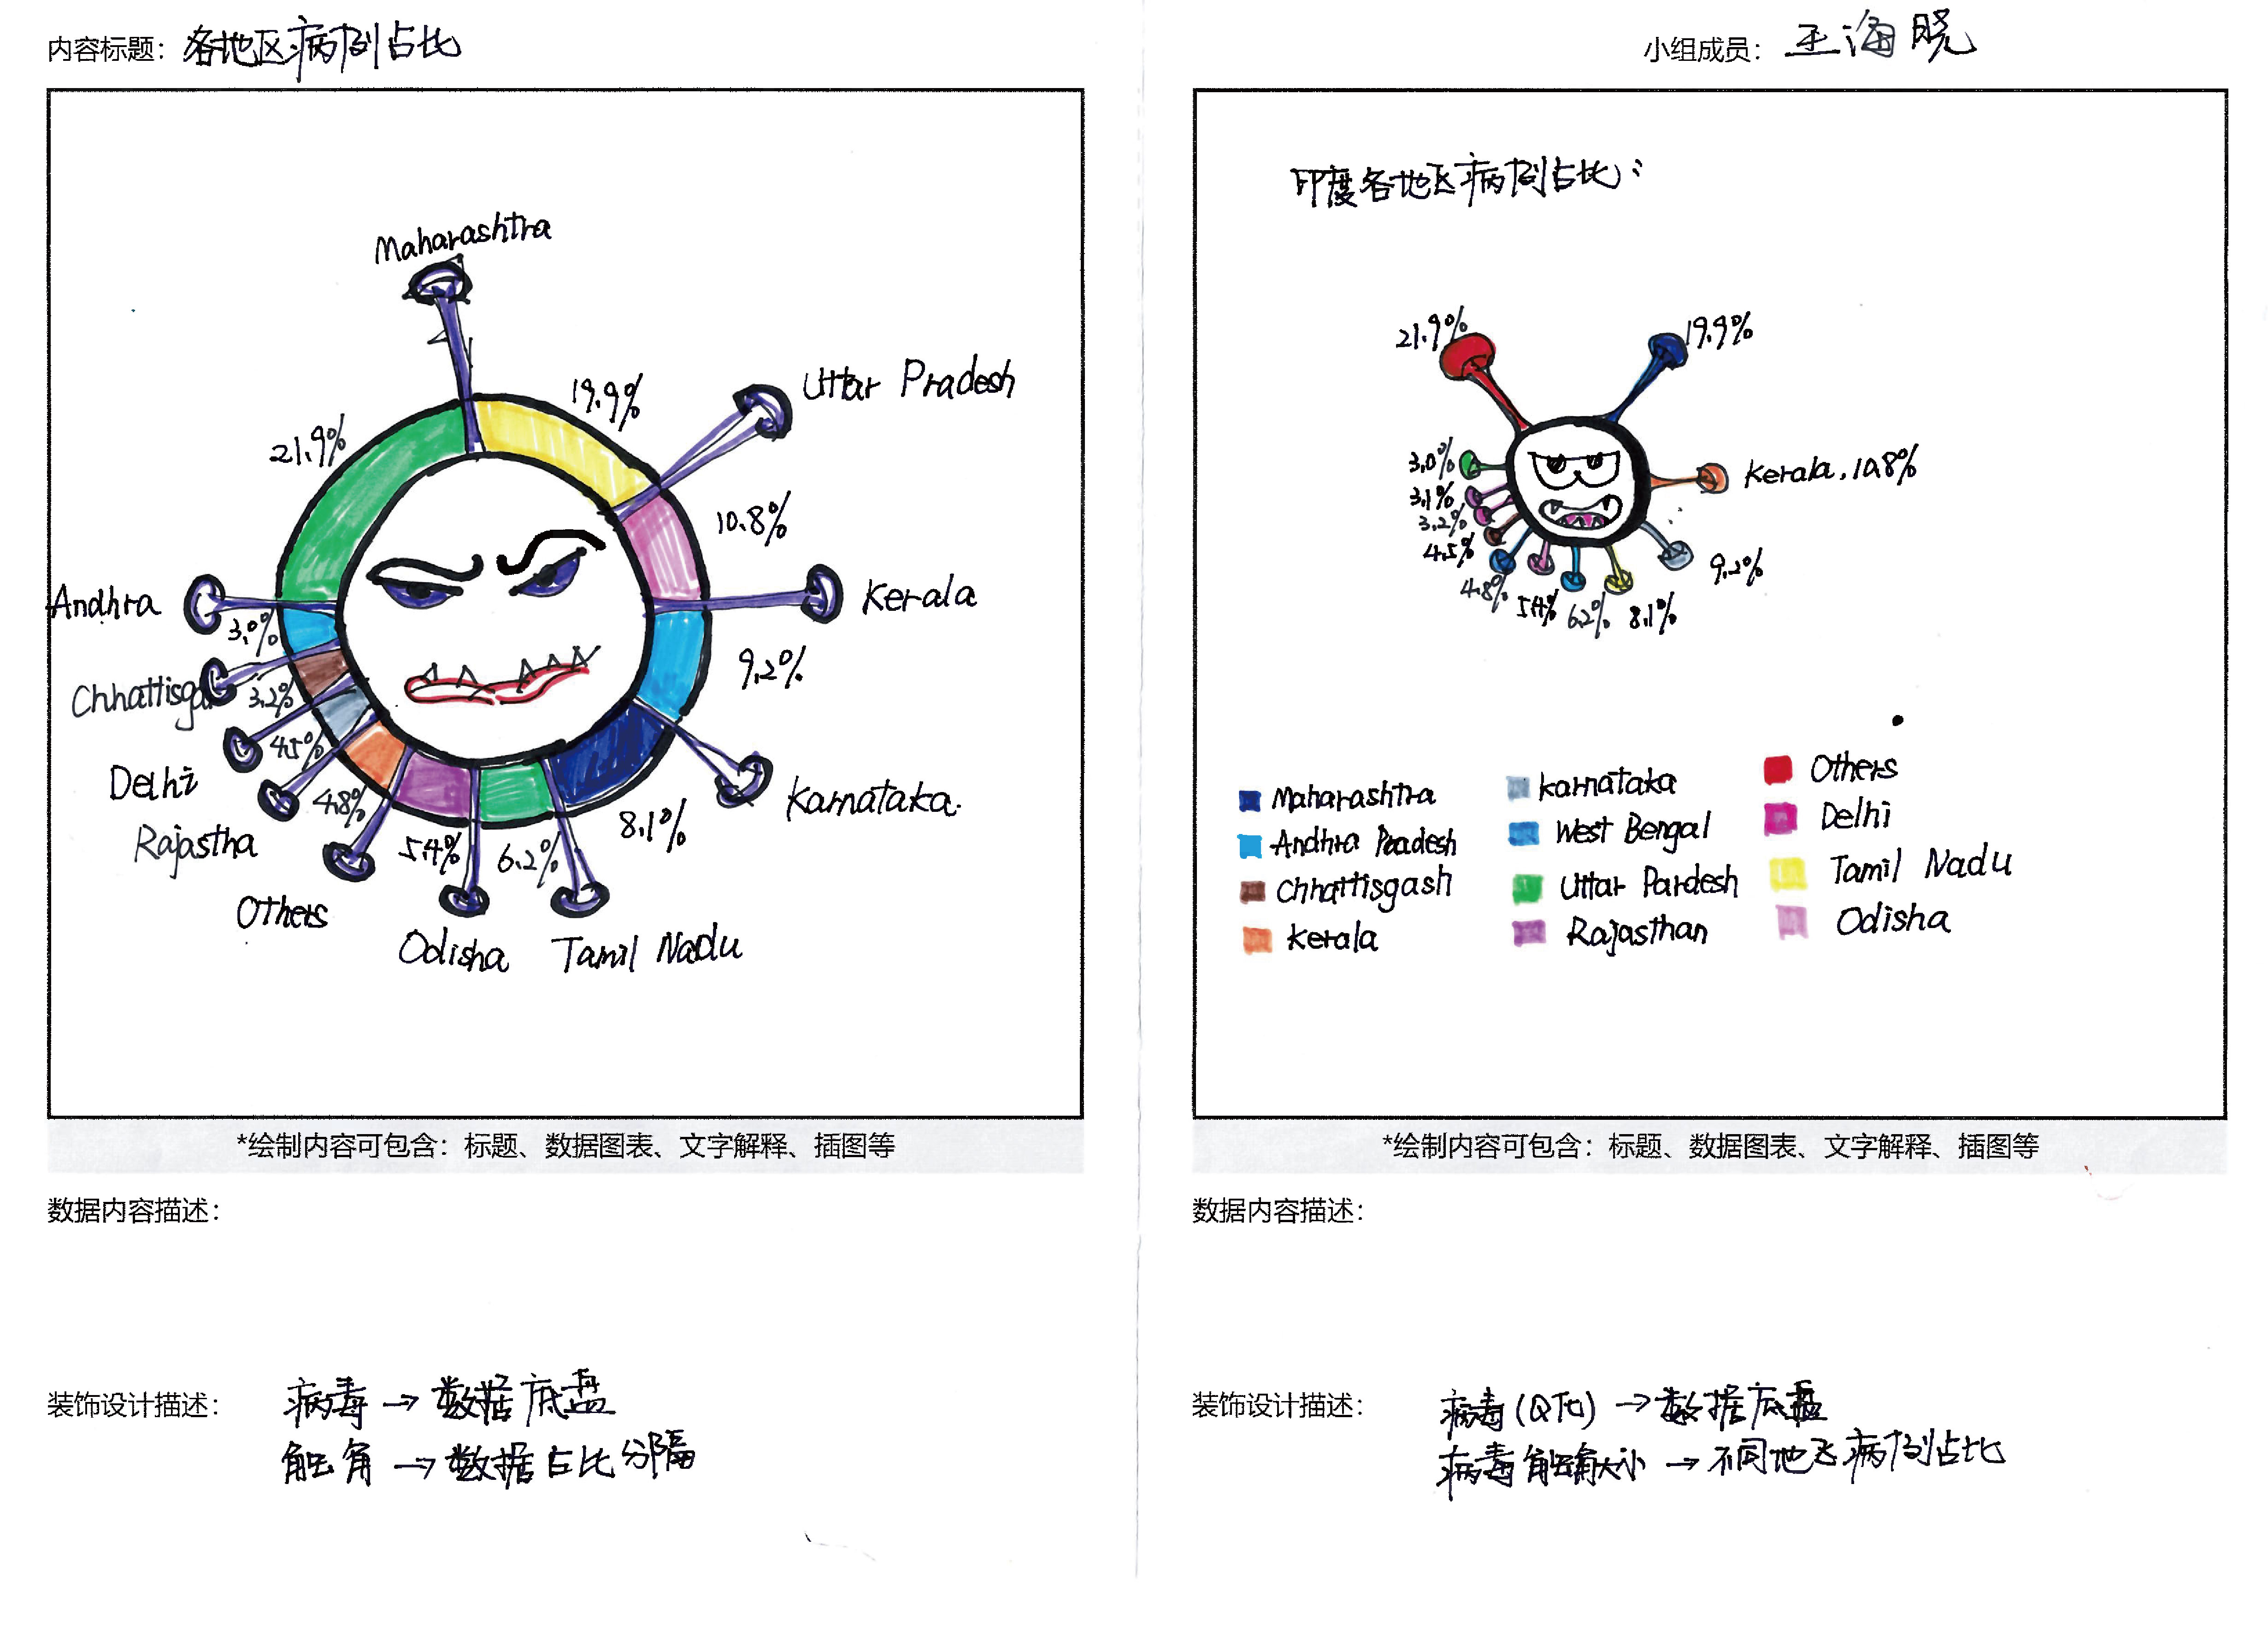 内容标题：各地区病例占比
小组成员：王海晓
Maharashtra
Uttar Pradesh
19.9%
21.9%
10.8%
Andhra
Kerala
3.0%
9.2%
Chhattisga
3.2%
4.5%
Delhi
4.8%
Karnataka.
Rajastha
5.4%
6.2%
8.1%
Others
Odisha
Tamil Nadu
*绘制内容可包含：标题、数据图表、文字解释、插图等
数据内容描述：
装饰设计描述：
病毒→数据底盘
触角→数据占比分隔
印度各地区病例占比：
21.9%
19.9%
3.0%
Kerala, 10.8%
3.1%
3.2%
4.5%
9.2%
4.8%
5.4%
6.2%
8.1%
Maharashtra
Karnataka
Others
Andhra Peadesh
West Bengal
Delhi
Chhattisgash
Uttar Pardesh
Tamil Nadu
Kerala
Rajasthan
Odisha
*绘制内容可包含：标题、数据图表、文字解释、插图等
数据内容描述：
装饰设计描述：
病毒(Q化)→数据底盘
病毒触角大小→不同地区病例占比